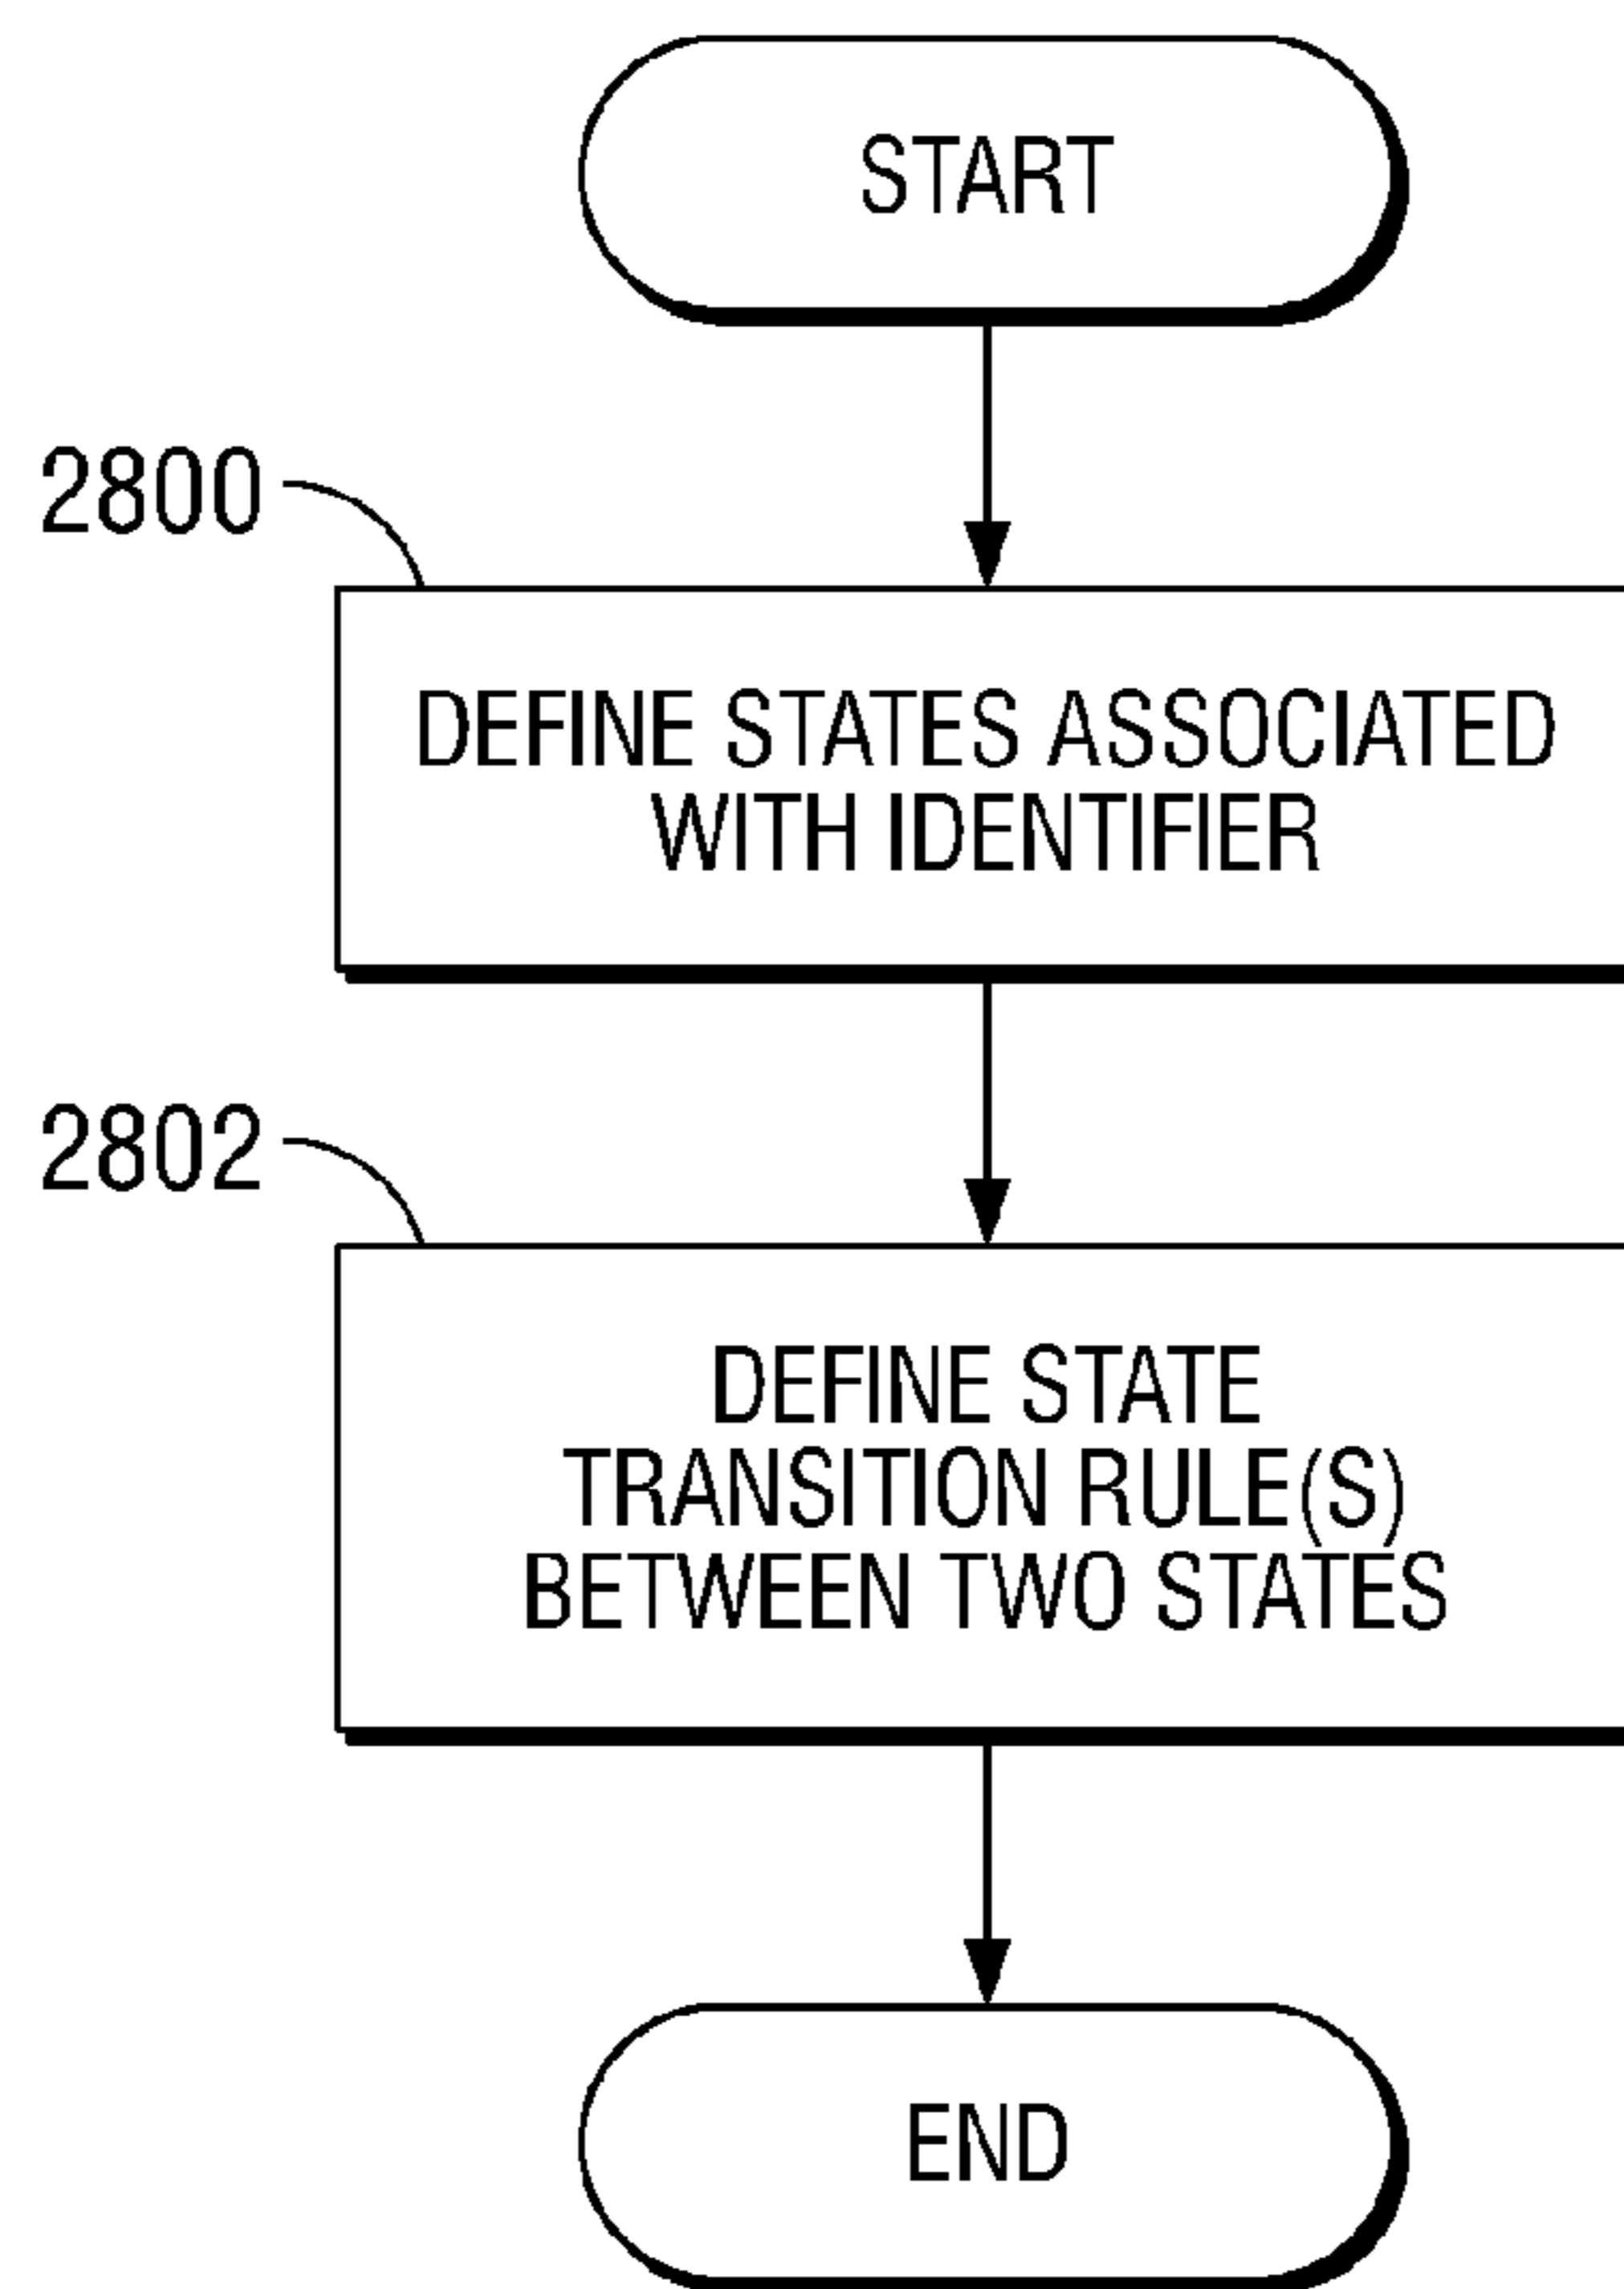 START
2800
DEFINE STATES ASSOCIATED
WITH IDENTIFIER
2802
DEFINE STATE
TRANSITION RULE(S)
BETWEEN TWO STATES
END